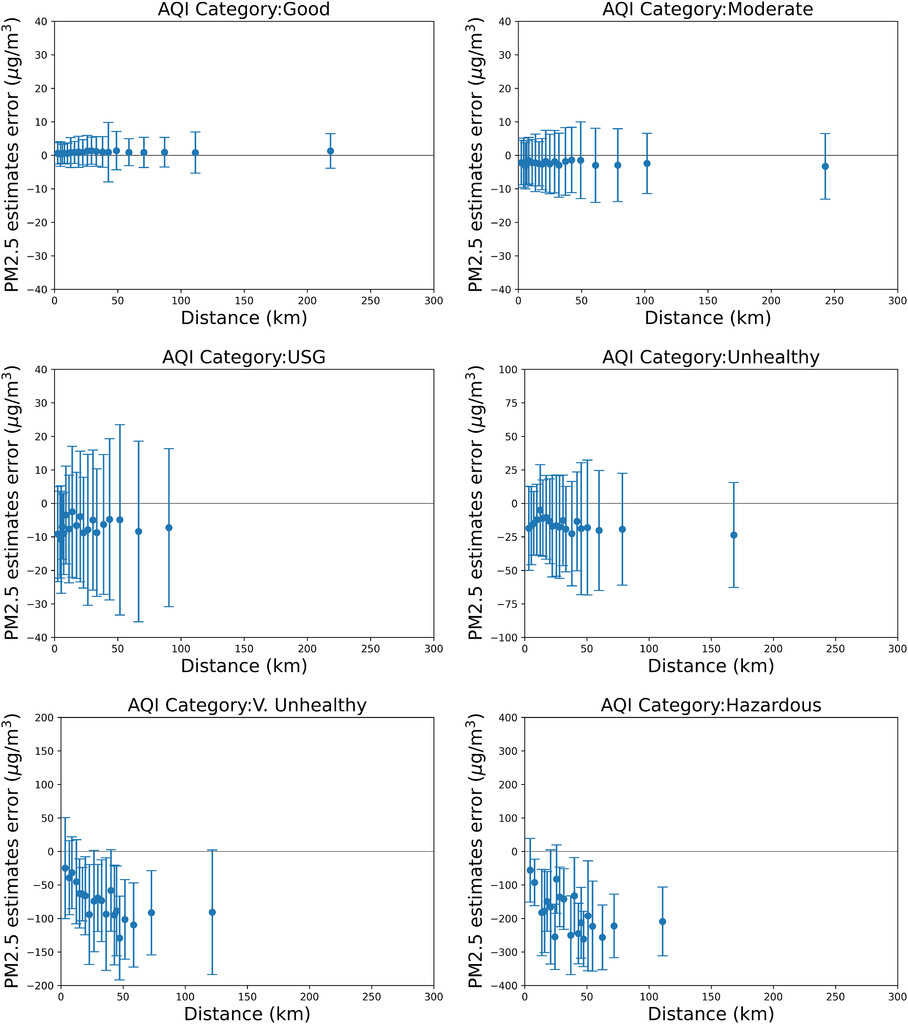 AQI Category:Good
PM2.5 estimates error (μg/m³)
40
30
20
10
0
−10
−20
−30
−40
0 50 100 150 200 250 300
Distance (km)
AQI Category:Moderate
PM2.5 estimates error (μg/m³)
40
30
20
10
0
−10
−20
−30
−40
0 50 100 150 200 250 300
Distance (km)
AQI Category:USG
PM2.5 estimates error (μg/m³)
40
30
20
10
0
−10
−20
−30
−40
0 50 100 150 200 250 300
Distance (km)
AQI Category:Unhealthy
PM2.5 estimates error (μg/m³)
100
75
50
25
0
−25
−50
−75
−100
0 50 100 150 200 250 300
Distance (km)
AQI Category:V. Unhealthy
PM2.5 estimates error (μg/m³)
200
150
100
50
0
−50
−100
−150
−200
0 50 100 150 200 250 300
Distance (km)
AQI Category:Hazardous
PM2.5 estimates error (μg/m³)
400
300
200
100
0
−100
−200
−300
−400
0 50 100 150 200 250 300
Distance (km)